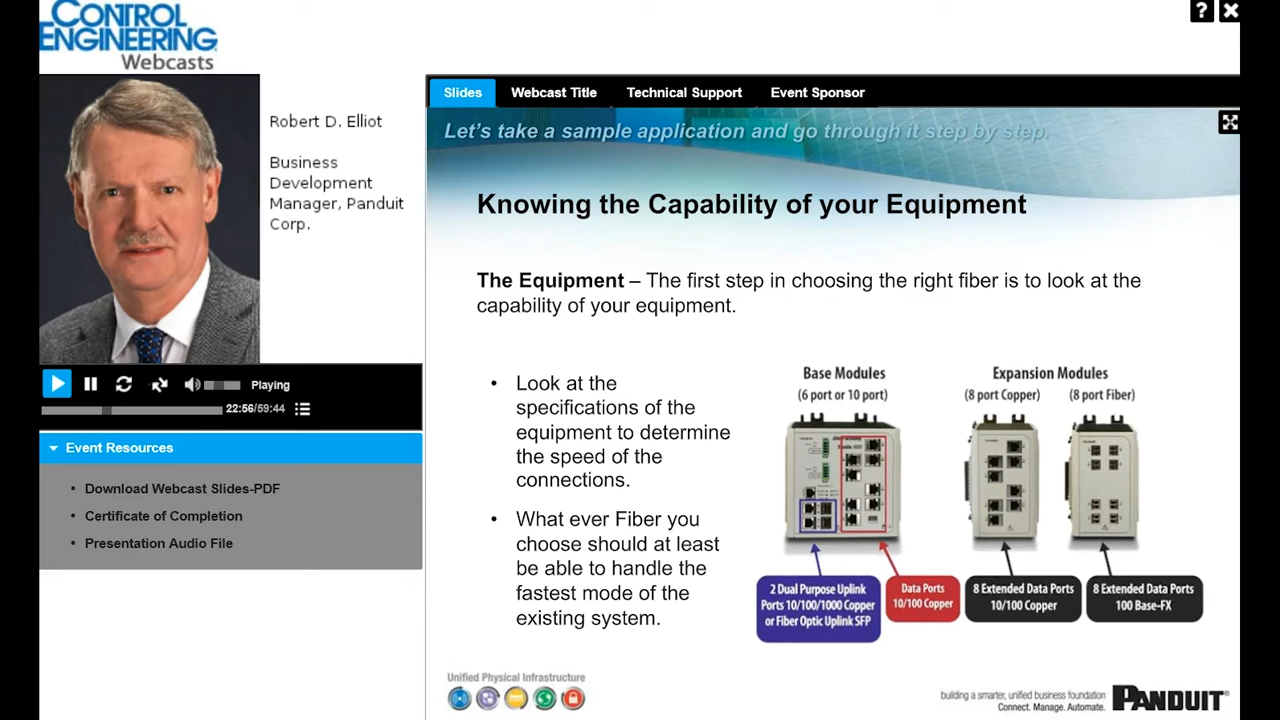 CONTROL
ENGINEERING
Webcasts
? X
Robert D. Elliot
Business
Development
Manager, Panduit
Corp.
Playing
22:56/59:44
Event Resources
• Download Webcast Slides-PDF
• Certificate of Completion
• Presentation Audio File
Slides Webcast Title Technical Support Event Sponsor
Let's take a sample application and go through it step by step.
Knowing the Capability of your Equipment
The Equipment – The first step in choosing the right fiber is to look at the
capability of your equipment.
• Look at the
specifications of the
equipment to determine
the speed of the
connections.
• What ever Fiber you
choose should at least
be able to handle the
fastest mode of the
existing system.
Base Modules
(6 port or 10 port)
Expansion Modules
(8 port Copper) (8 port Fiber)
2 Dual Purpose Uplink
Ports 10/100/1000 Copper
or Fiber Optic Uplink SFP
Data Ports
10/100 Copper
8 Extended Data Ports
10/100 Copper
8 Extended Data Ports
100 Base-FX
Unified Physical Infrastructure
building a smarter, unified business foundation
Connect. Manage. Automate.
PANDUIT